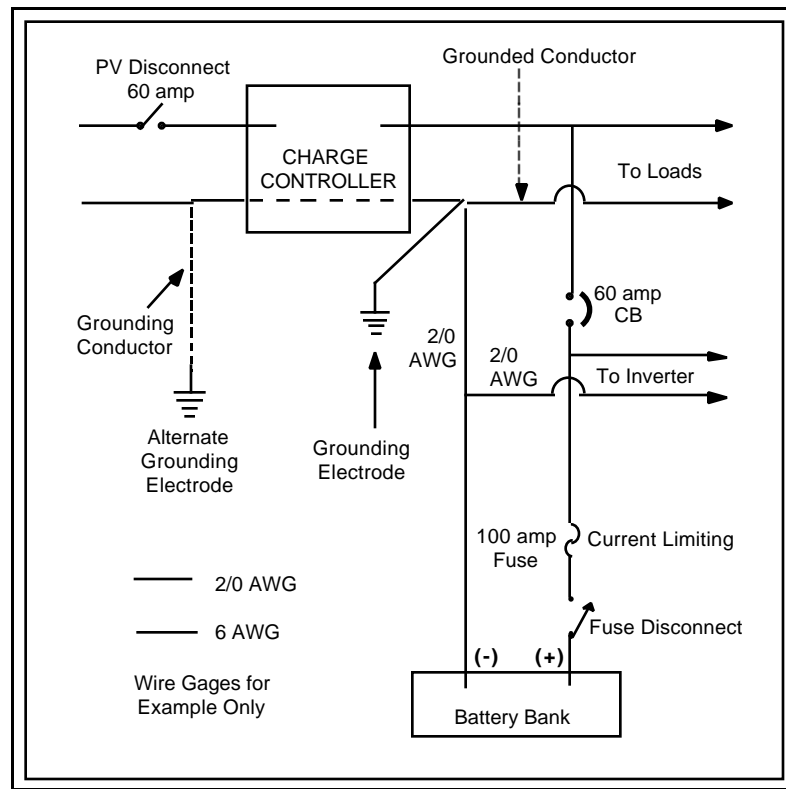 PV Disconnect
60 amp
Grounded Conductor
CHARGE
CONTROLLER
To Loads
Grounding
Conductor
60 amp
CB
2/0
AWG
2/0
AWG
To Inverter
Alternate
Grounding
Electrode
Grounding
Electrode
100 amp
Fuse
Current Limiting
2/0 AWG
6 AWG
Fuse Disconnect
Wire Gages for
Example Only
(-)
(+)
Battery Bank